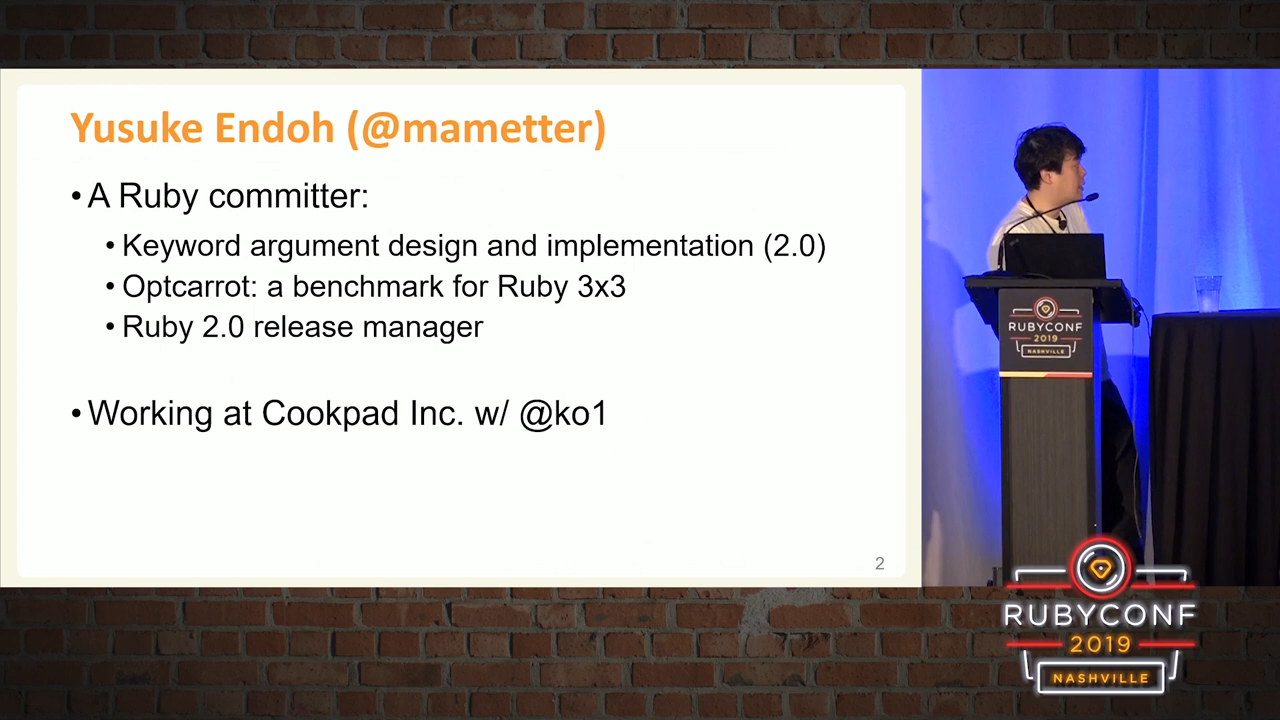 Yusuke Endoh (@mametter)
• A Ruby committer:
• Keyword argument design and implementation (2.0)
• Optcarrot: a benchmark for Ruby 3x3
• Ruby 2.0 release manager
• Working at Cookpad Inc. w/ @ko1
2
RUBYCONF
2019
NASHVILLE
RUBYCONF
2019
NASHVILLE